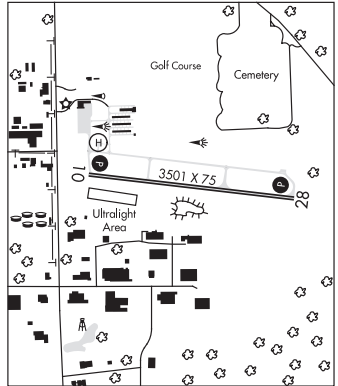 Golf Course
Cemetery
H
P
3501 X 75
P
10
28
Ultralight
Area